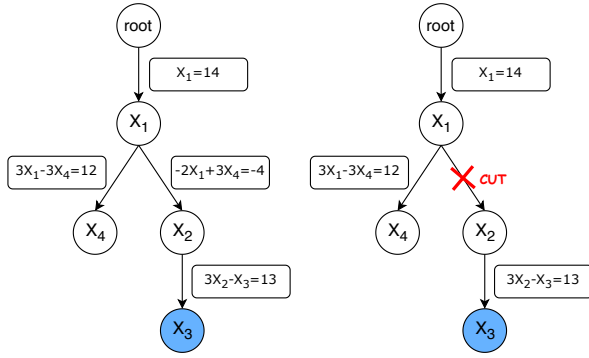 root
X₁=14
X₁
3X₁-3X₄=12
-2X₁+3X₄=-4
X₄
X₂
3X₂-X₃=13
X₃
root
X₁=14
X₁
3X₁-3X₄=12
CUT
X₄
X₂
3X₂-X₃=13
X₃